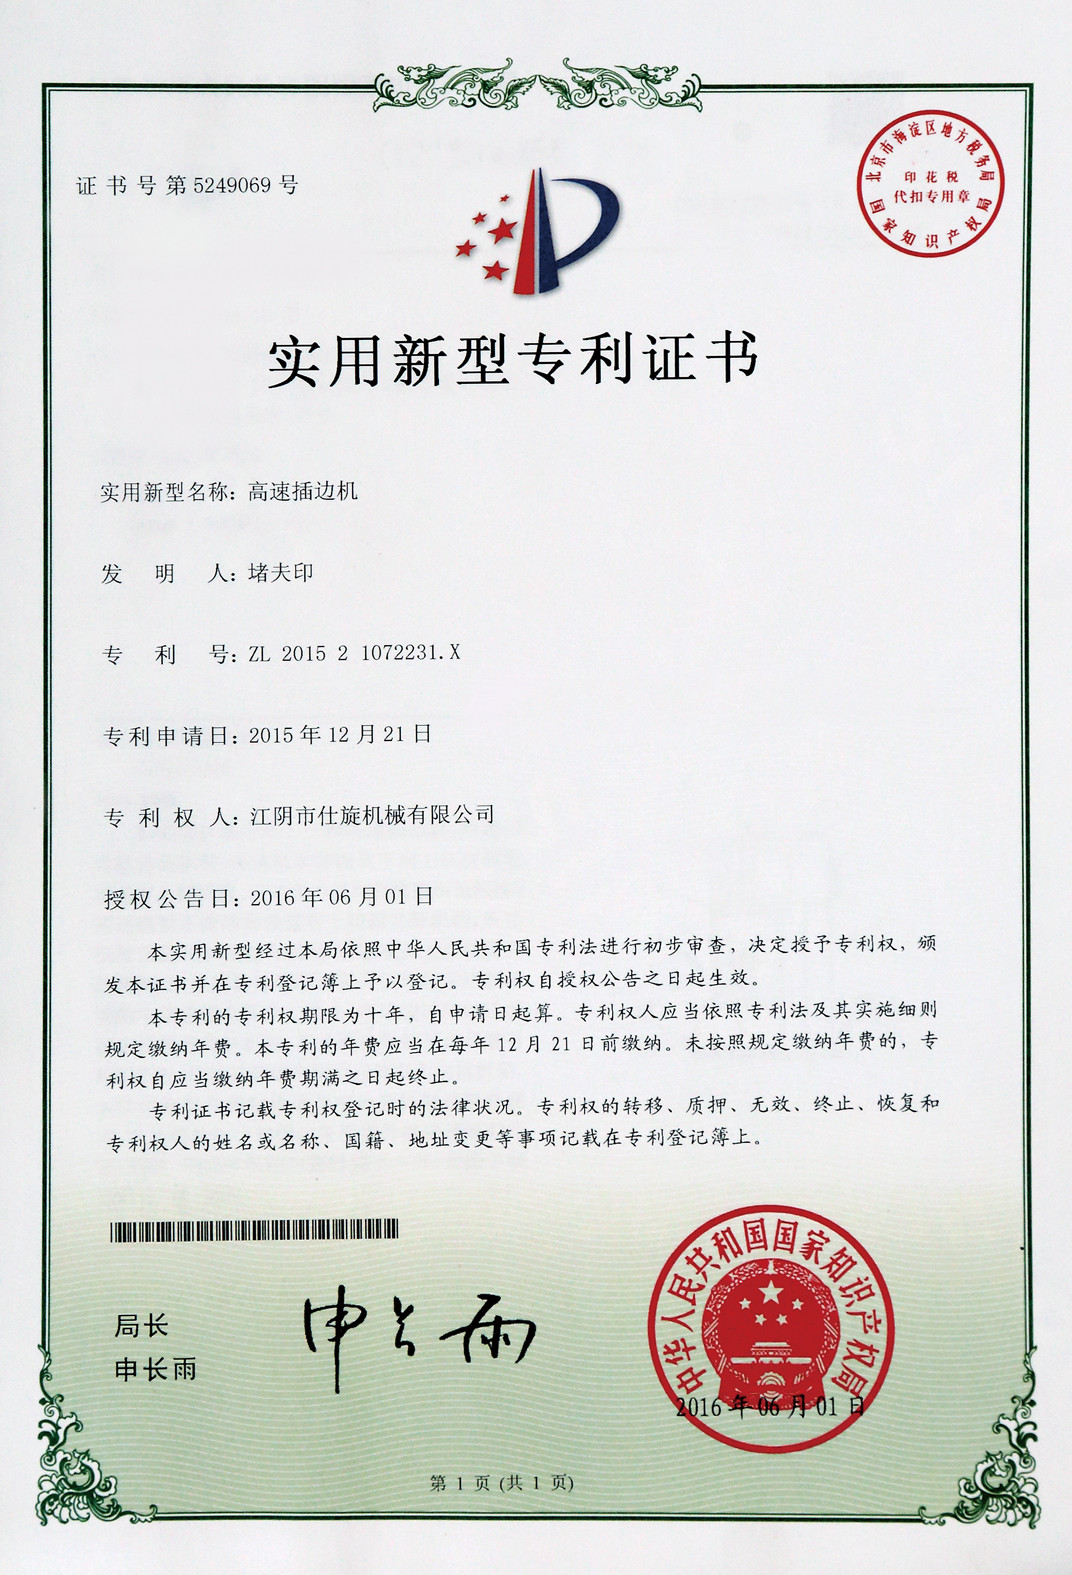 证书号第5249069号
北京市海淀区地方税务局
印花税
代扣专用章
国家知识产权局
实用新型专利证书
实用新型名称：高速插边机
发明人：堵夫印
专利号：ZL 2015 2 1072231.X
专利申请日：2015年12月21日
专利权人：江阴市仕旋机械有限公司
授权公告日：2016年06月01日
本实用新型经过本局依照中华人民共和国专利法进行初步审查，决定授予专利权，颁
发本证书并在专利登记簿上予以登记。专利权自授权公告之日起生效。
本专利的专利权期限为十年，自申请日起算。专利权人应当依照专利法及其实施细则
规定缴纳年费。本专利的年费应当在每年12月21日前缴纳。未按照规定缴纳年费的，专
利权自应当缴纳年费期满之日起终止。
专利证书记载专利权登记时的法律状况。专利权的转移、质押、无效、终止、恢复和
专利权人的姓名或名称、国籍、地址变更等事项记载在专利登记簿上。
局长
申长雨
申长雨
中华人民共和国国家知识产权局
2016年06月01日
第1页(共1页)